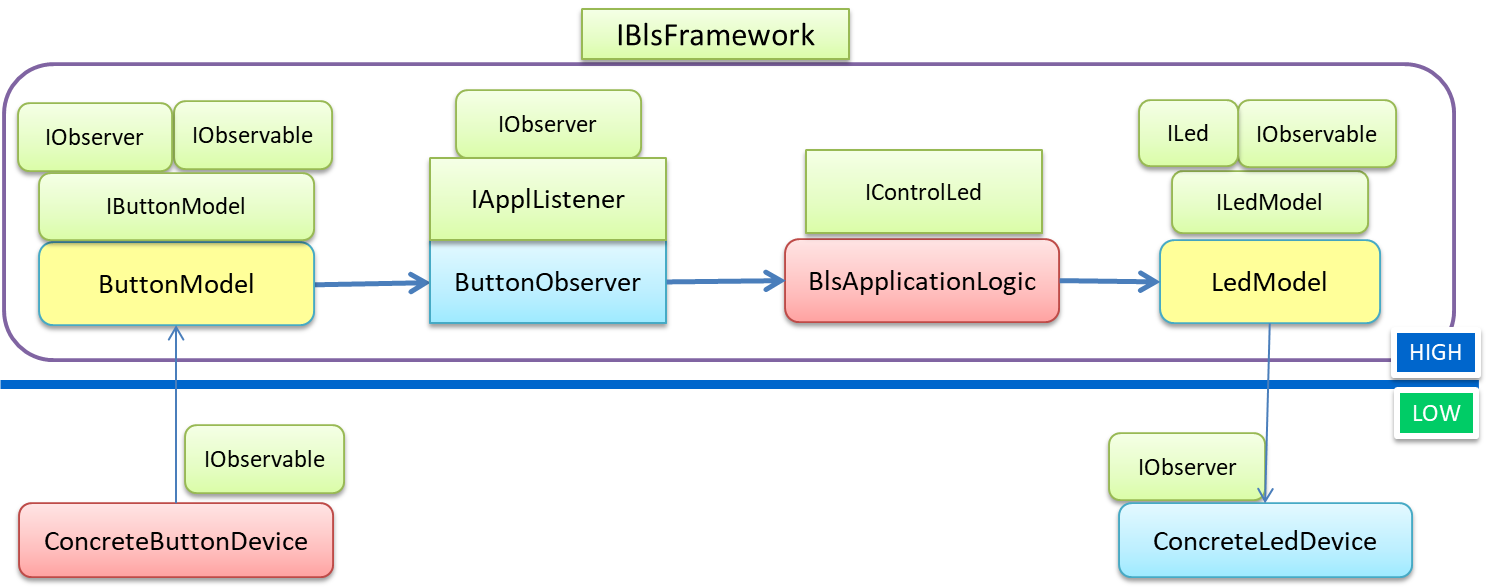 IBlsFramework
IObserver
IObservable
IButtonModel
ButtonModel
IObserver
IApplListener
ButtonObserver
IControlLed
BlsApplicationLogic
ILed
IObservable
ILedModel
LedModel
HIGH
LOW
IObservable
ConcreteButtonDevice
IObserver
ConcreteLedDevice